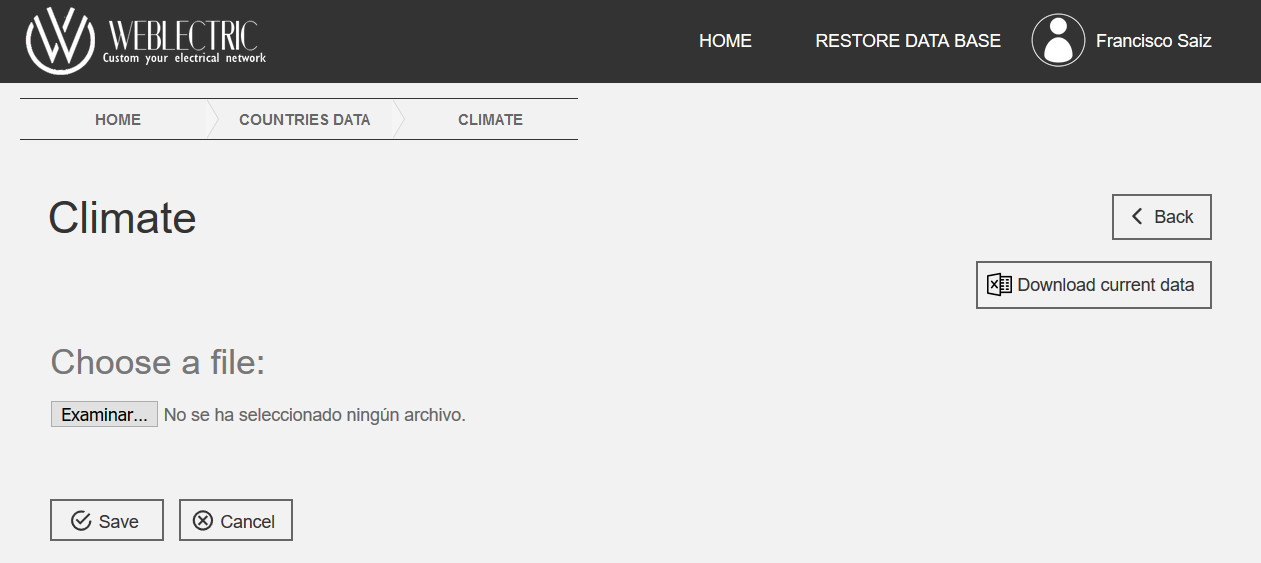 WEBLECTRIC
Custom your electrical network
HOME
RESTORE DATA BASE
Francisco Saiz
HOME
COUNTRIES DATA
CLIMATE
Climate
Back
Download current data
Choose a file:
Examinar... No se ha seleccionado ningún archivo.
Save
Cancel